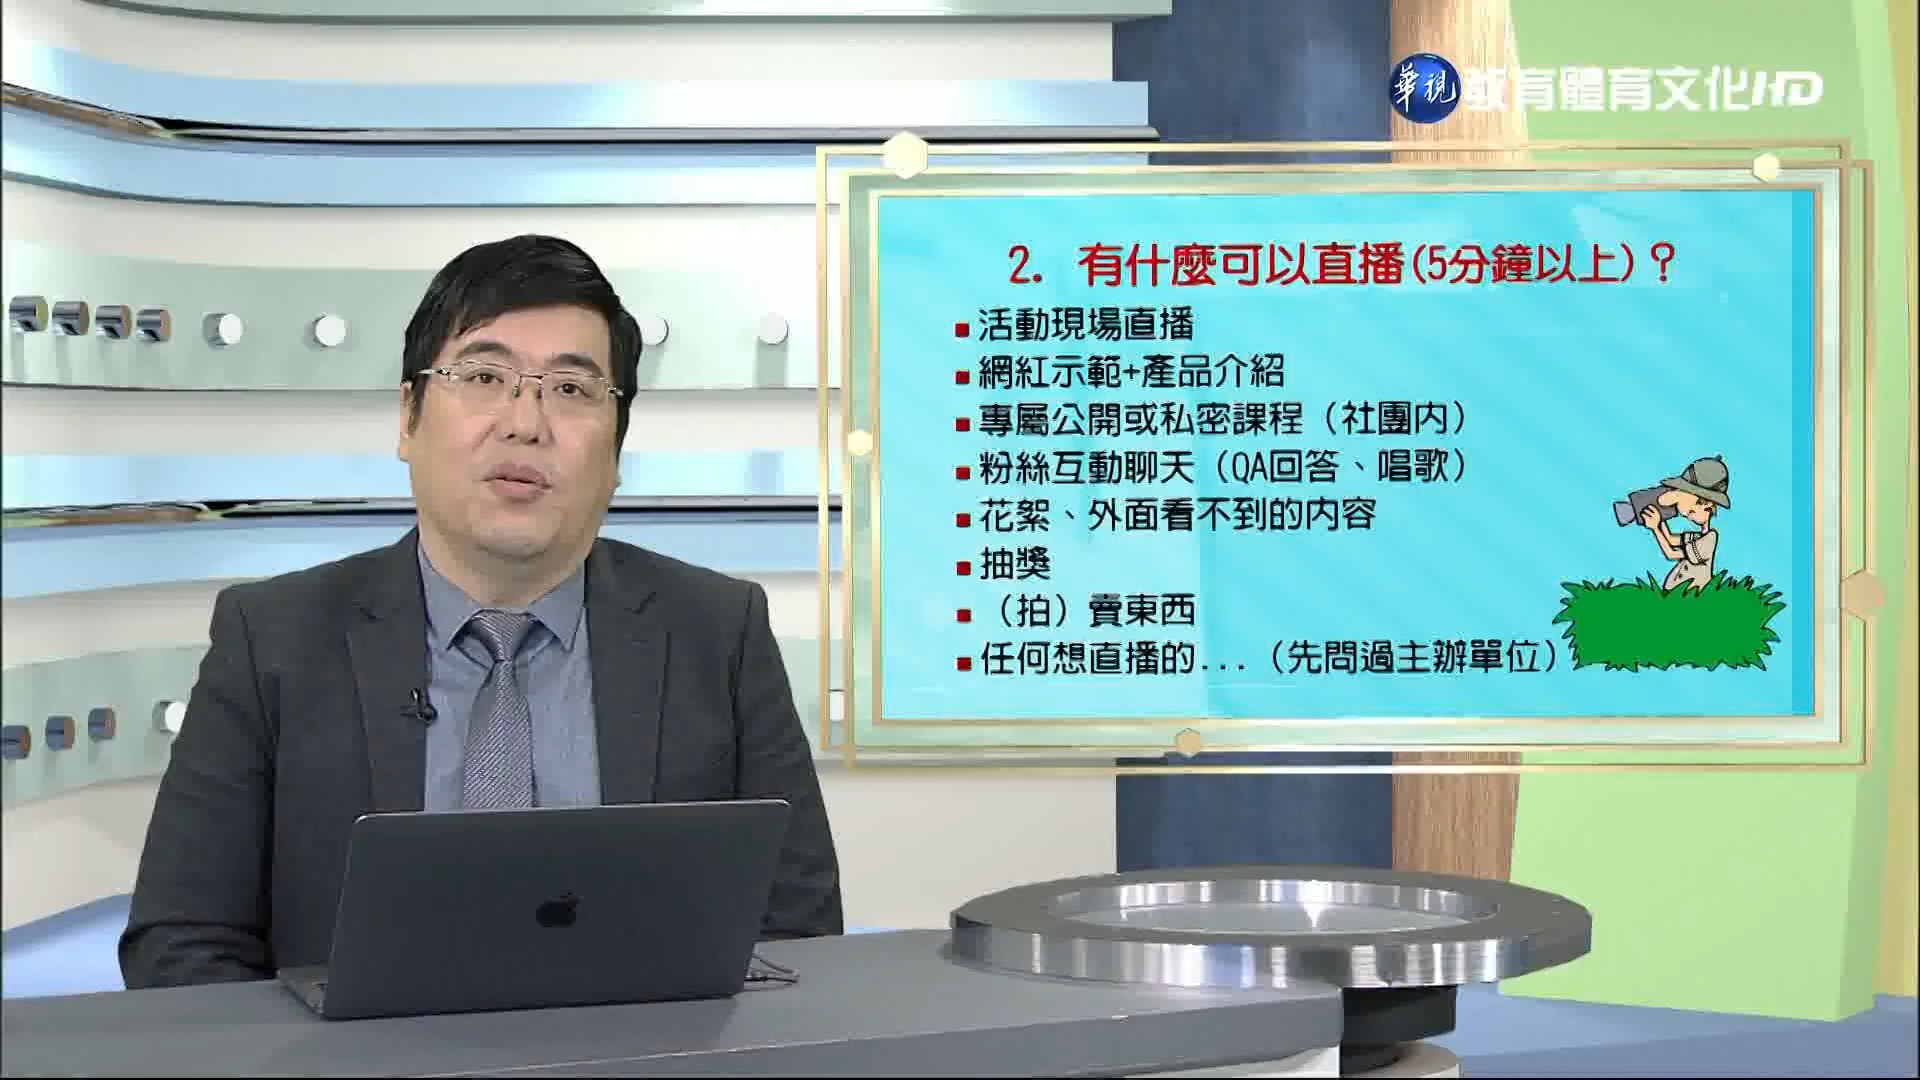 華視 教育體育文化HD
2. 有什麼可以直播(5分鐘以上)？
活動現場直播
網紅示範+產品介紹
專屬公開或私密課程（社團內）
粉絲互動聊天（QA回答、唱歌）
花絮、外面看不到的內容
抽獎
（拍）賣東西
任何想直播的...（先問過主辦單位）